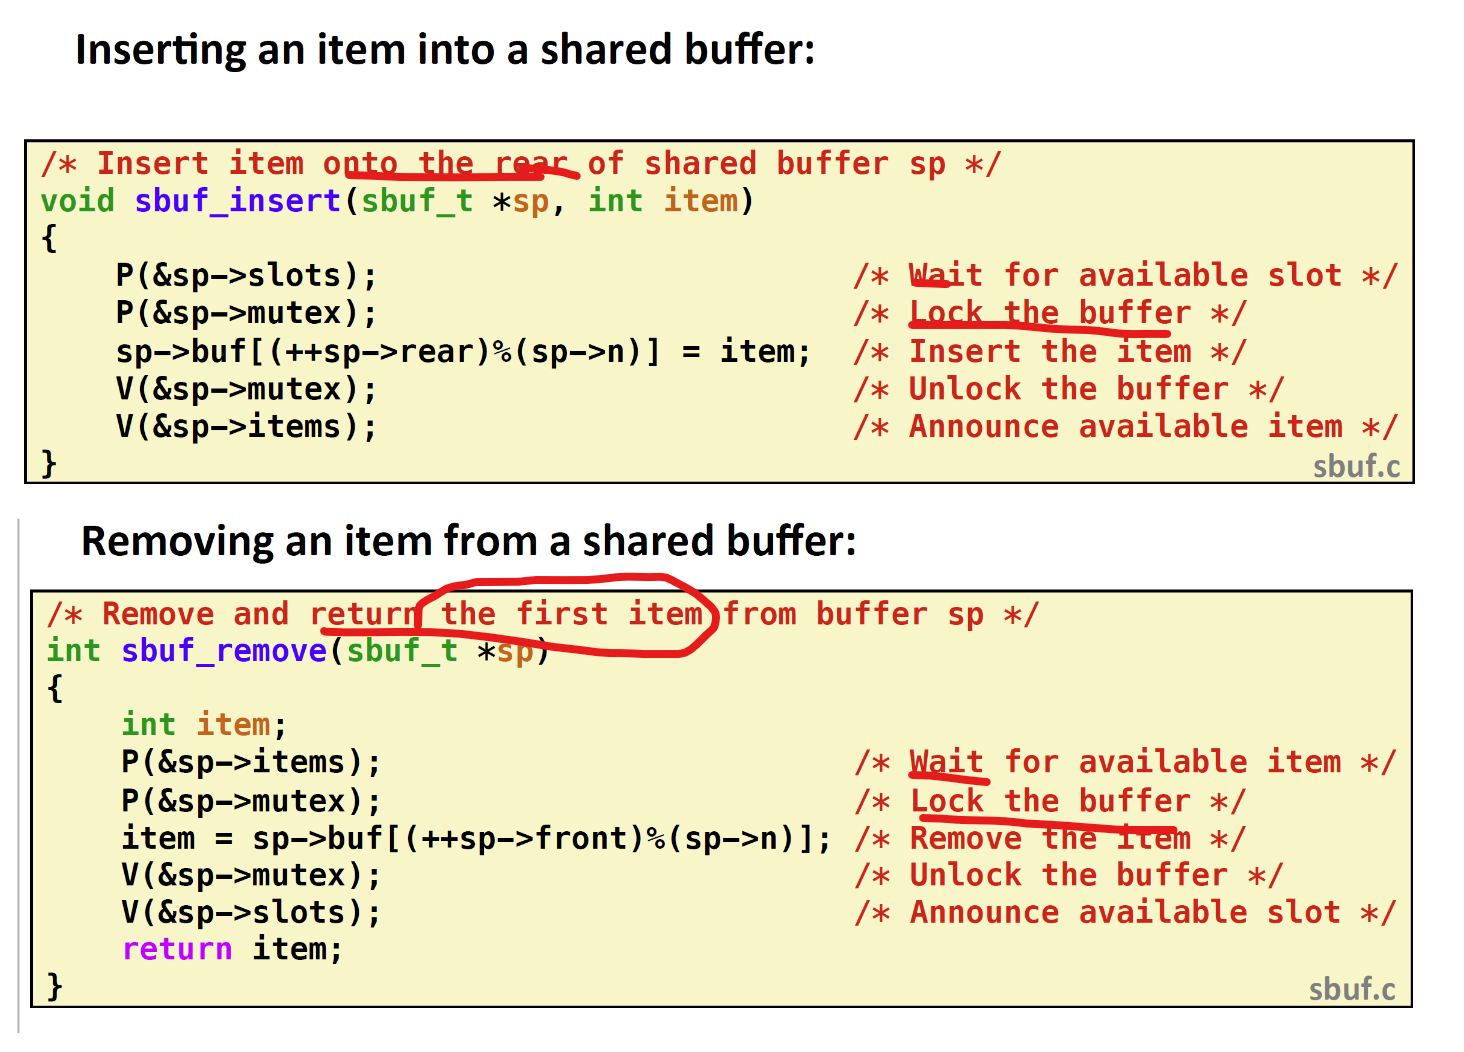 Inserting an item into a shared buffer:
/* Insert item onto the rear of shared buffer sp */
void sbuf_insert(sbuf_t *sp, int item)
{
    P(&sp->slots);                         /* Wait for available slot */
    P(&sp->mutex);                         /* Lock the buffer */
    sp->buf[(++sp->rear)%(sp->n)] = item;  /* Insert the item */
    V(&sp->mutex);                         /* Unlock the buffer */
    V(&sp->items);                         /* Announce available item */
}
sbuf.c
Removing an item from a shared buffer:
/* Remove and return the first item from buffer sp */
int sbuf_remove(sbuf_t *sp)
{
    int item;
    P(&sp->items);                         /* Wait for available item */
    P(&sp->mutex);                         /* Lock the buffer */
    item = sp->buf[(++sp->front)%(sp->n)]; /* Remove the item */
    V(&sp->mutex);                         /* Unlock the buffer */
    V(&sp->slots);                         /* Announce available slot */
    return item;
}
sbuf.c